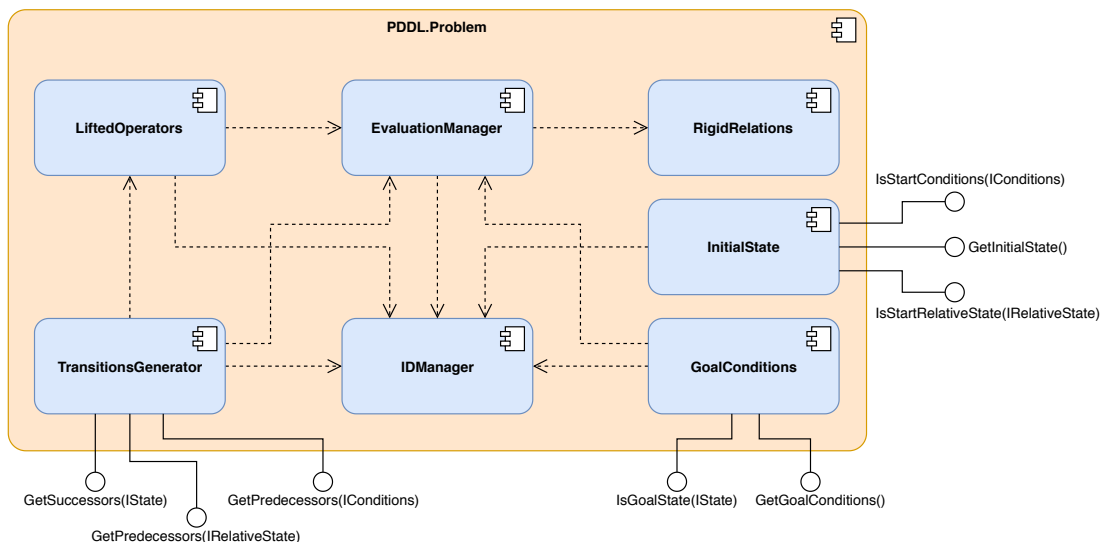 PDDL.Problem
LiftedOperators
EvaluationManager
RigidRelations
IsStartConditions(IConditions)
InitialState
GetInitialState()
IsStartRelativeState(IRelativeState)
TransitionsGenerator
IDManager
GoalConditions
GetSuccessors(IState)
GetPredecessors(IConditions)
IsGoalState(IState)
GetGoalConditions()
GetPredecessors(IRelativeState)